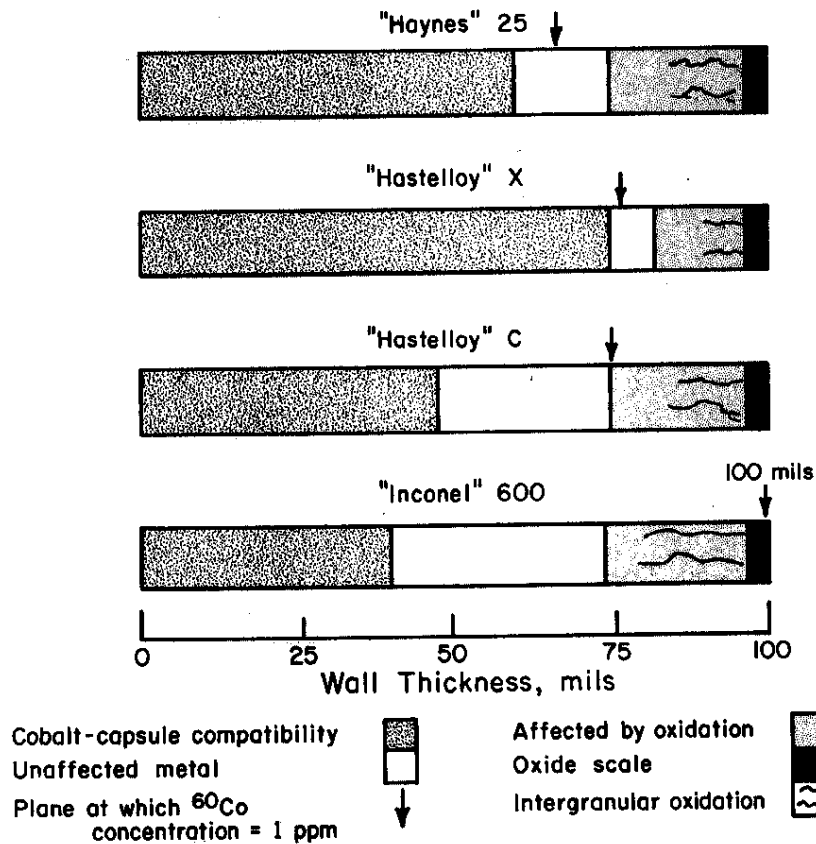 "Haynes" 25
"Hastelloy" X
"Hastelloy" C
100 mils
"Inconel" 600
0 25 50 75 100
Wall Thickness, mils
Cobalt-capsule compatibility
Unaffected metal
Plane at which ⁶⁰Co
concentration = 1 ppm
Affected by oxidation
Oxide scale
Intergranular oxidation